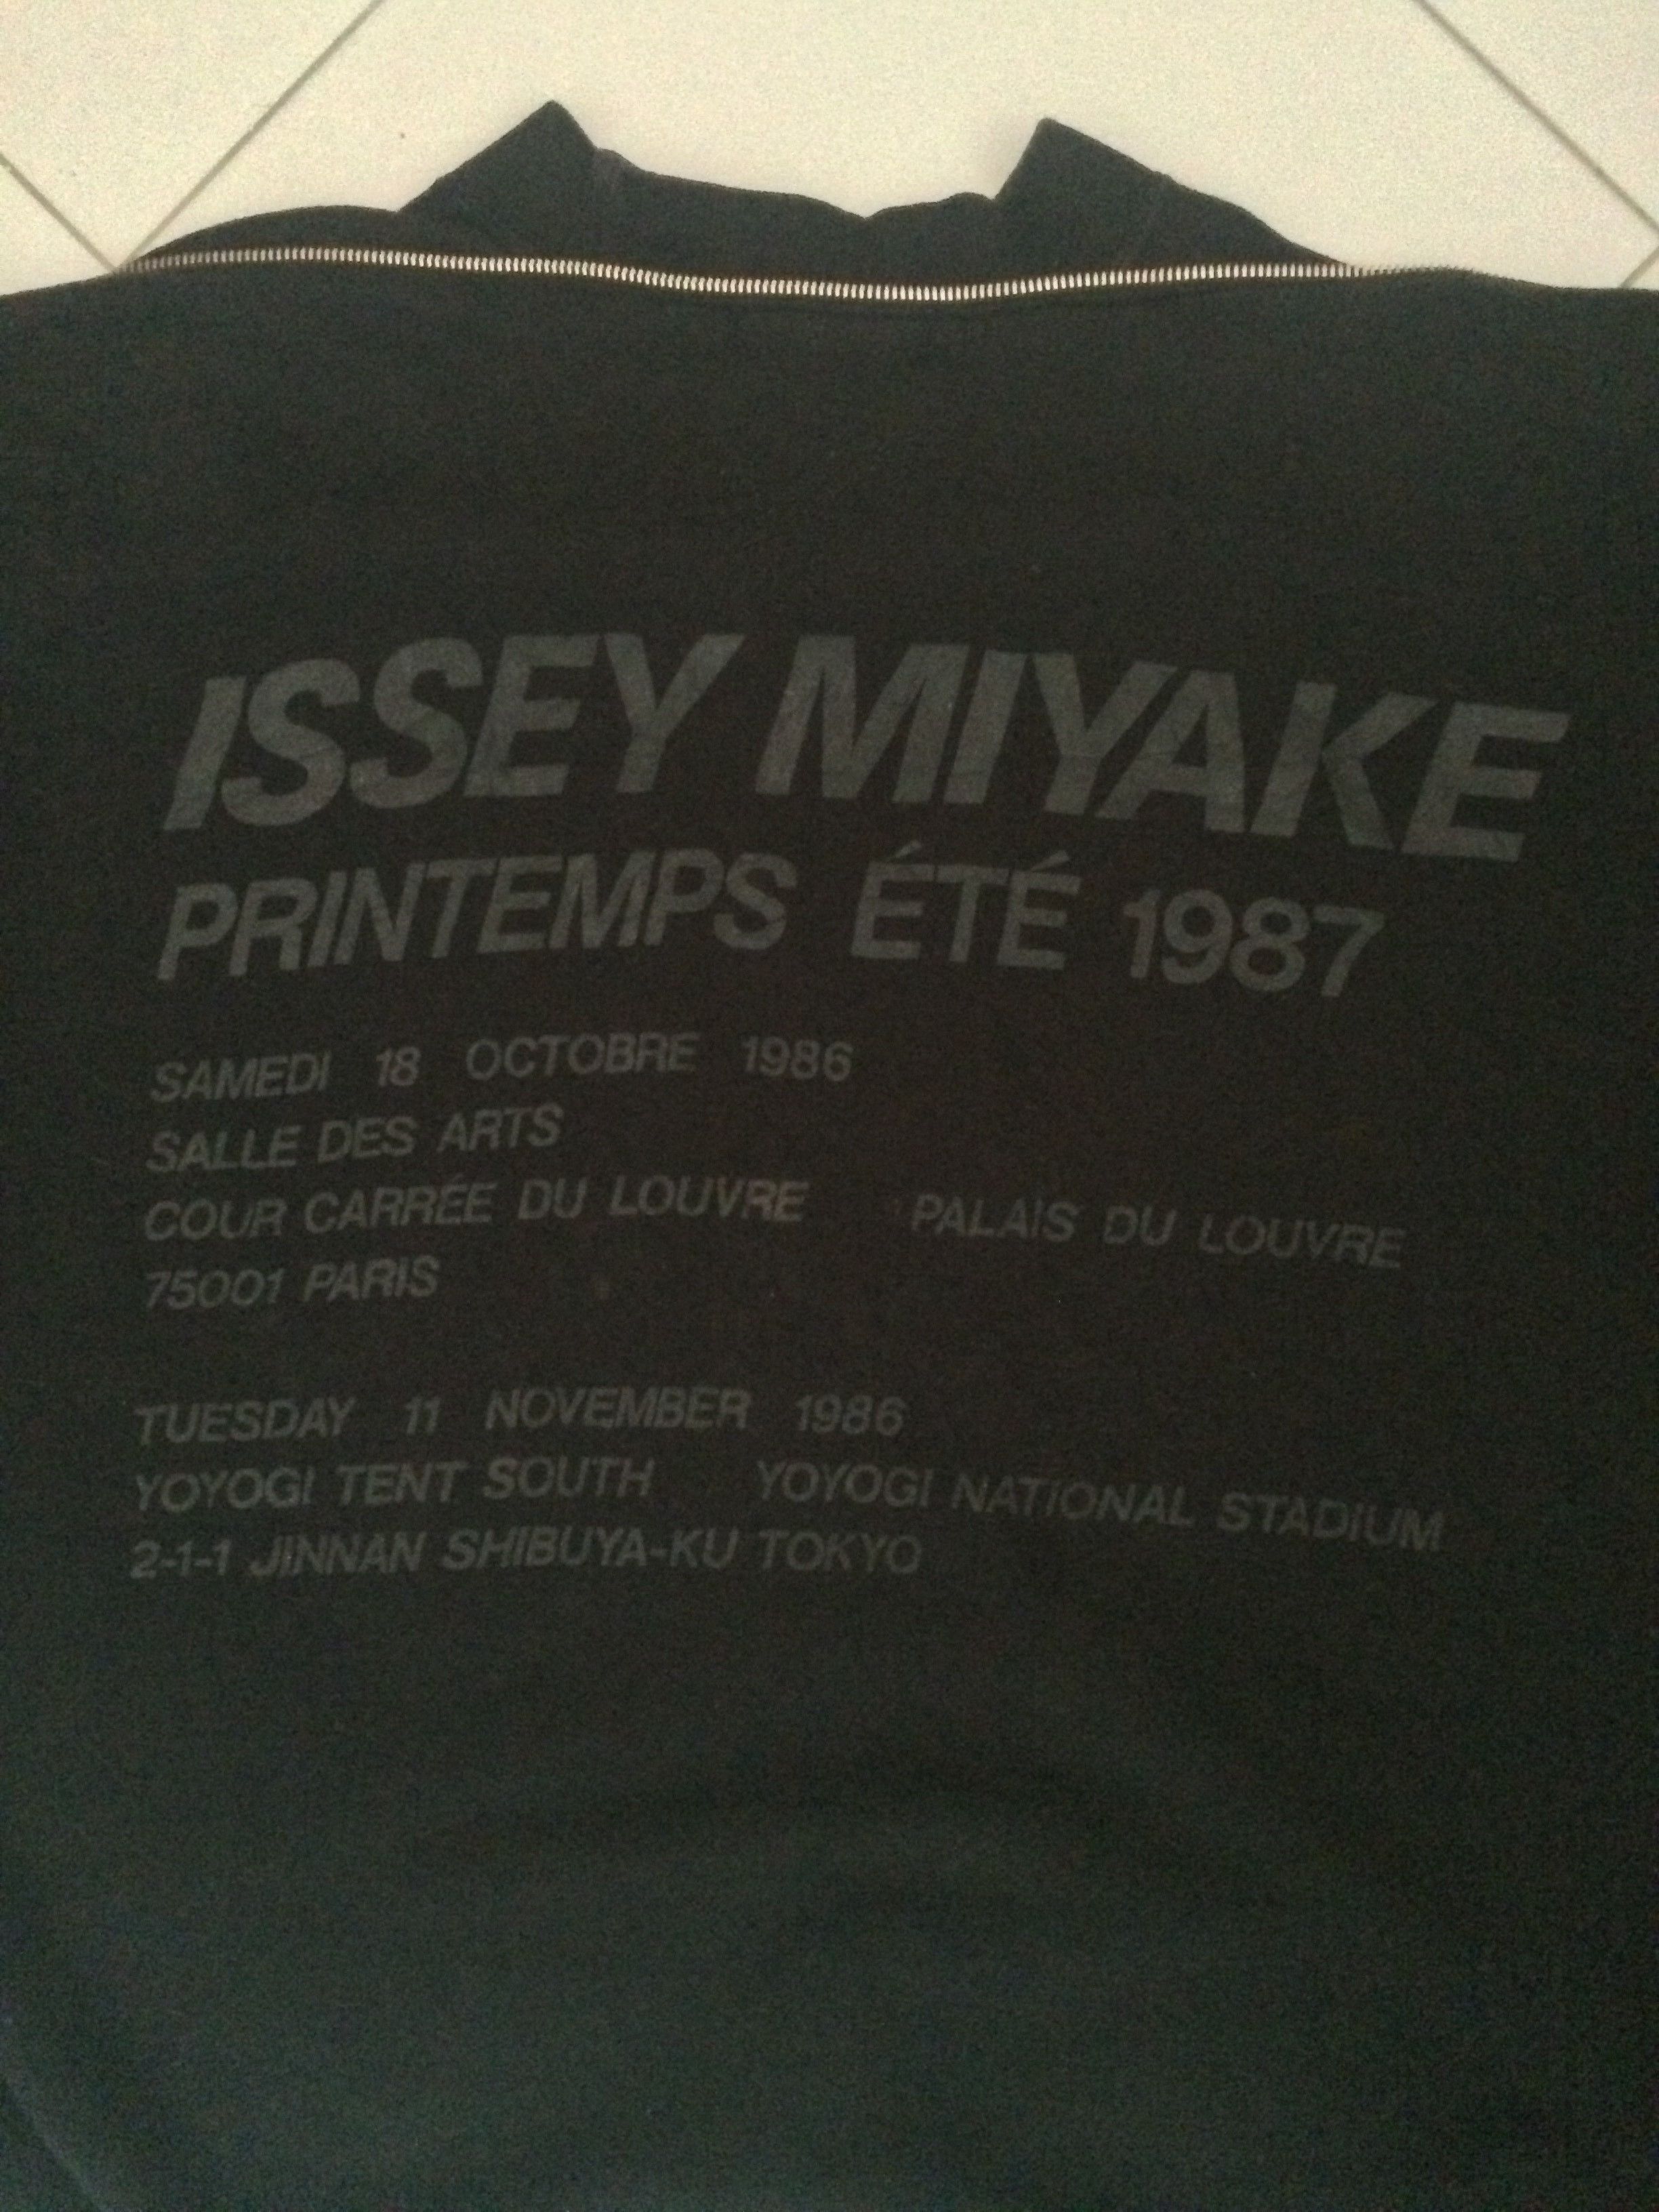 ISSEY MIYAKE
PRINTEMPS ÉTÉ 1987
SAMEDI 18 OCTOBRE 1986
SALLE DES ARTS
COUR CARRÉE DU LOUVRE PALAIS DU LOUVRE
75001 PARIS
TUESDAY 11 NOVEMBER 1986
YOYOGI TENT SOUTH YOYOGI NATIONAL STADIUM
2-1-1 JINNAN SHIBUYA-KU TOKYO